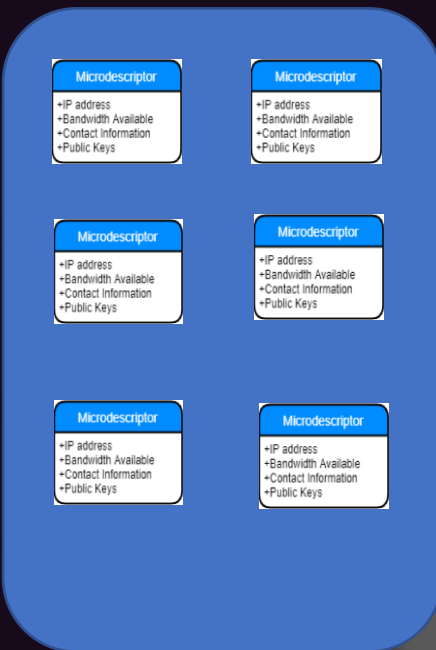 Microdescriptor
+IP address
+Bandwidth Available
+Contact Information
+Public Keys
Microdescriptor
+IP address
+Bandwidth Available
+Contact Information
+Public Keys
Microdescriptor
+IP address
+Bandwidth Available
+Contact Information
+Public Keys
Microdescriptor
+IP address
+Bandwidth Available
+Contact Information
+Public Keys
Microdescriptor
+IP address
+Bandwidth Available
+Contact Information
+Public Keys
Microdescriptor
+IP address
+Bandwidth Available
+Contact Information
+Public Keys